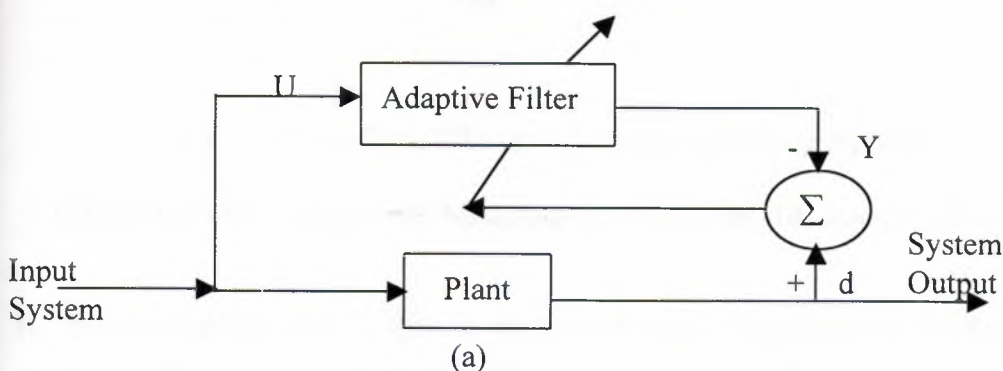 U
Adaptive Filter
- Y
Σ
Input
System
Plant
+ d
System
Output
(a)